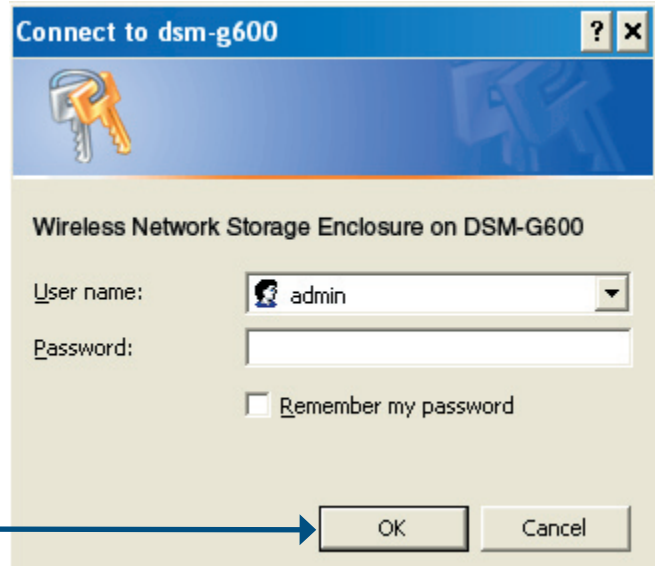 Connect to dsm-g600
?
Wireless Network Storage Enclosure on DSM-G600
User name:
admin
Password:
Remember my password
OK
Cancel